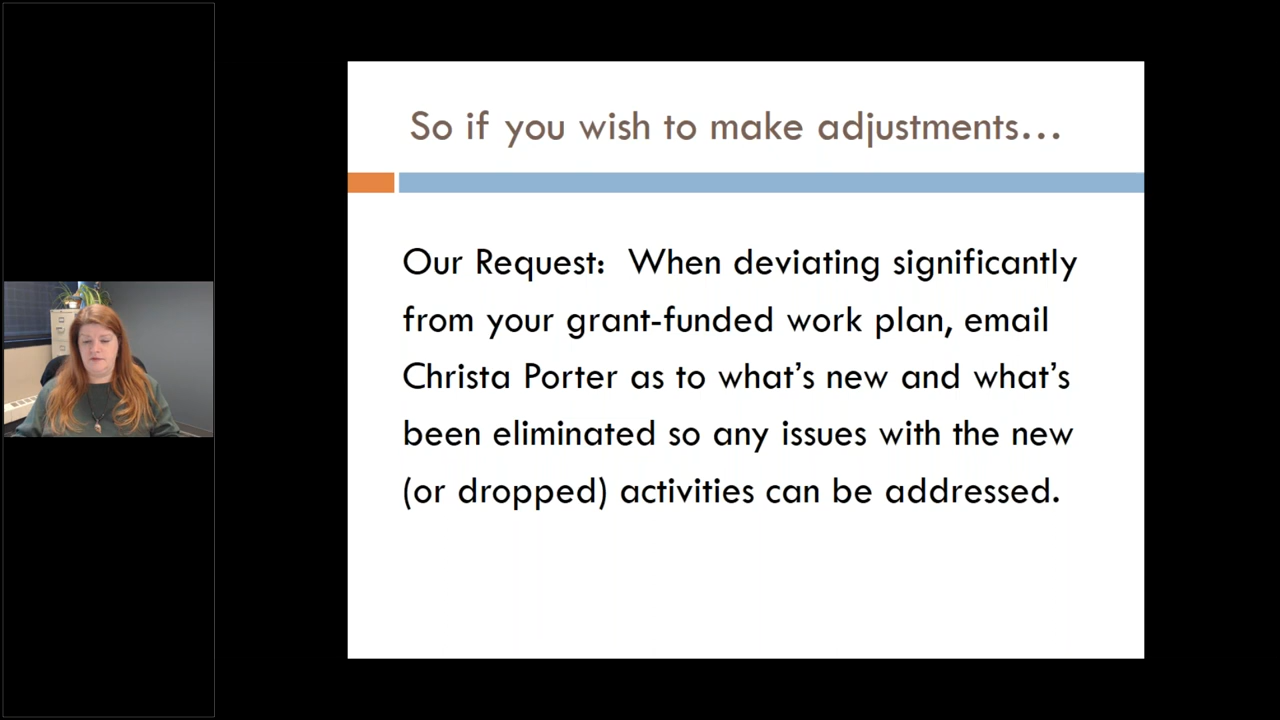 So if you wish to make adjustments...
Our Request:  When deviating significantly
from your grant-funded work plan, email
Christa Porter as to what’s new and what’s
been eliminated so any issues with the new
(or dropped) activities can be addressed.